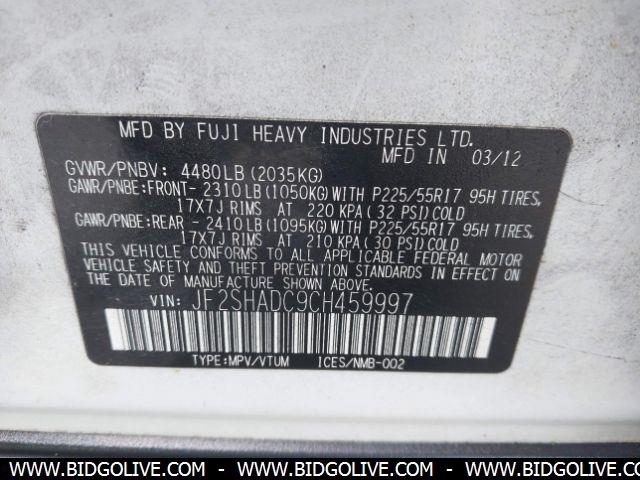 MFD BY FUJI HEAVY INDUSTRIES LTD.
MFD IN 03/12
GVWR/PNBV: 4480LB (2035KG)
GAWR/PNBE:FRONT- 2310LB(1050KG)WITH P225/55R17 95H TIRES,
17X7J RIMS AT 220 KPA(32 PSI)COLD
GAWR/PNBE:REAR - 2410LB(1095KG)WITH P225/55R17 95H TIRES,
17X7J RIMS AT 210 KPA(30 PSI)COLD
THIS VEHICLE CONFORMS TO ALL APPLICABLE FEDERAL MOTOR
VEHICLE SAFETY AND THEFT PREVENTION STANDARDS IN EFFECT
ON THE DATE OF MANUFACTURE SHOWN ABOVE.
VIN: JF2SHADC9CH459997
TYPE:MPV/VTUM ICES/NMB-002
WWW.BIDGOLIVE.COM - WWW.BIDGOLIVE.COM - WWW.BIDGOLIVE.COM